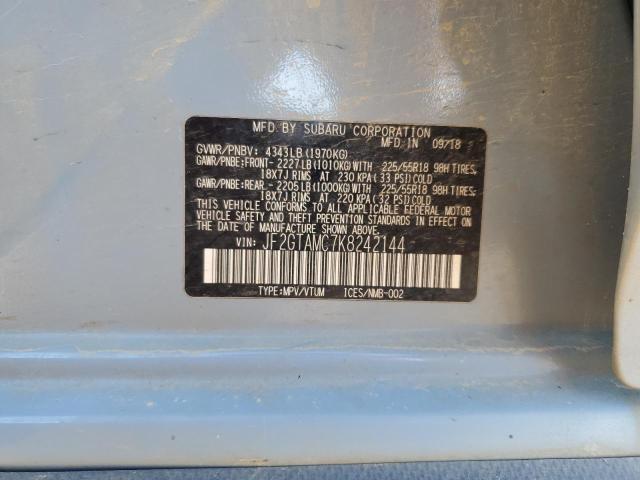 MFD. BY SUBARU CORPORATION
MFD. IN 09/18
GVWR/PNBV: 4343LB (1970KG)
GAWR/PNBE:FRONT- 2227LB (1010KG)WITH 225/55R18 98H TIRES,
18X7J RIMS AT 230 KPA (33 PSI)COLD
GAWR/PNBE:REAR- 2205LB (1000KG)WITH 225/55R18 98H TIRES,
18X7J RIMS AT 220 KPA (32 PSI)COLD
THIS VEHICLE CONFORMS TO ALL APPLICABLE FEDERAL MOTOR
VEHICLE SAFETY AND THEFT PREVENTION STANDARDS IN EFFECT ON
THE DATE OF MANUFACTURE SHOWN ABOVE.
VIN: JF2GTAMC7K8242144
TYPE:MPV/VTUM ICES/NMB-002